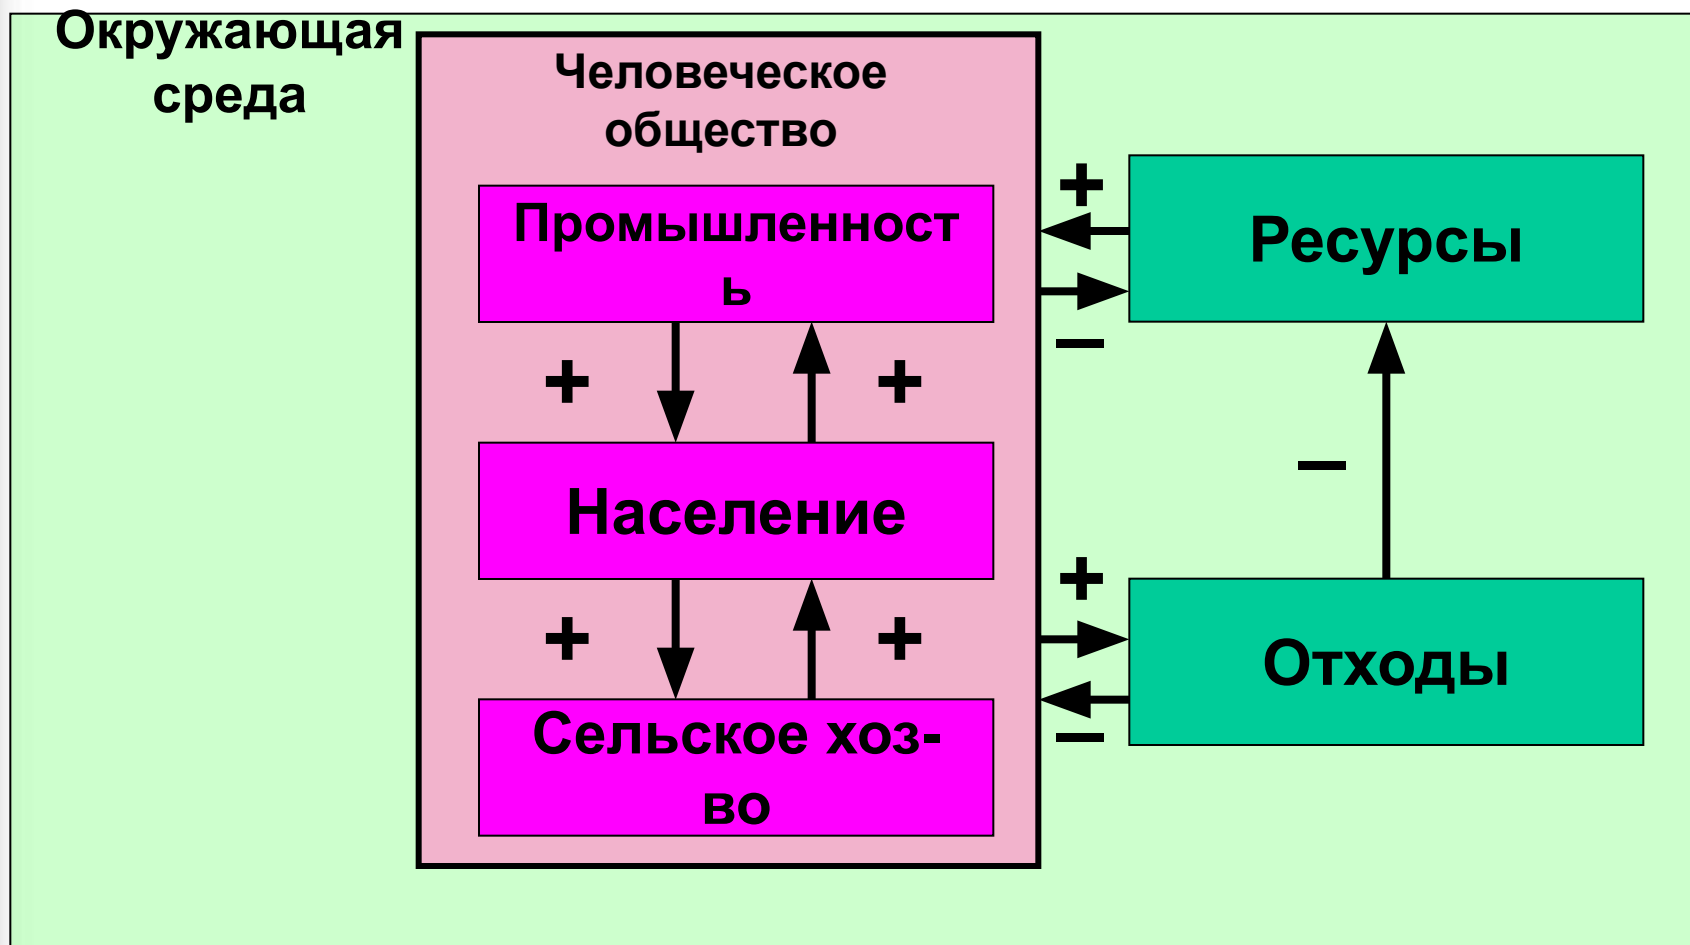 Окружающая
среда
Человеческое
общество
Промышленност
ь
+
+
Население
+
+
Сельское хоз-
во
+
–
Ресурсы
–
+
–
Отходы